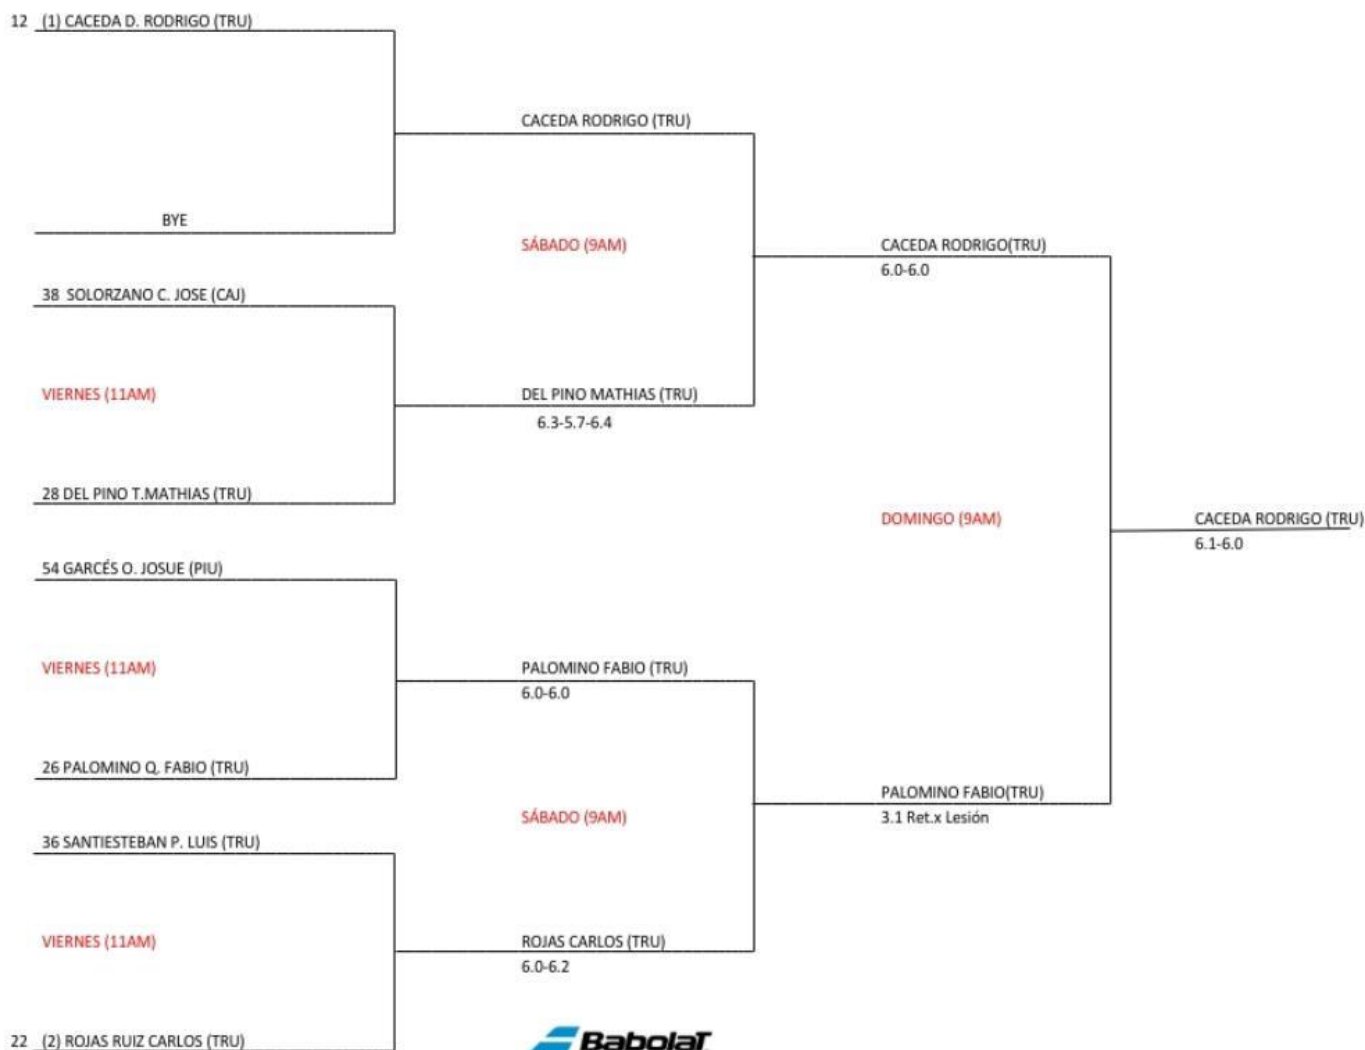 12 (1) CACEDA D. RODRIGO (TRU)
CACEDA RODRIGO (TRU)
BYE
SÁBADO (9AM)
CACEDA RODRIGO(TRU)
6.0-6.0
38 SOLORZANO C. JOSE (CAJ)
VIERNES (11AM)
DEL PINO MATHIAS (TRU)
6.3-5.7-6.4
28 DEL PINO T.MATHIAS (TRU)
DOMINGO (9AM)
CACEDA RODRIGO (TRU)
6.1-6.0
54 GARCÉS O. JOSUE (PIU)
VIERNES (11AM)
PALOMINO FABIO (TRU)
6.0-6.0
26 PALOMINO Q. FABIO (TRU)
SÁBADO (9AM)
PALOMINO FABIO(TRU)
3.1 Ret.x Lesión
36 SANTIESTEBAN P. LUIS (TRU)
VIERNES (11AM)
ROJAS CARLOS (TRU)
6.0-6.2
22 (2) ROJAS RUIZ CARLOS (TRU)
BabolaT